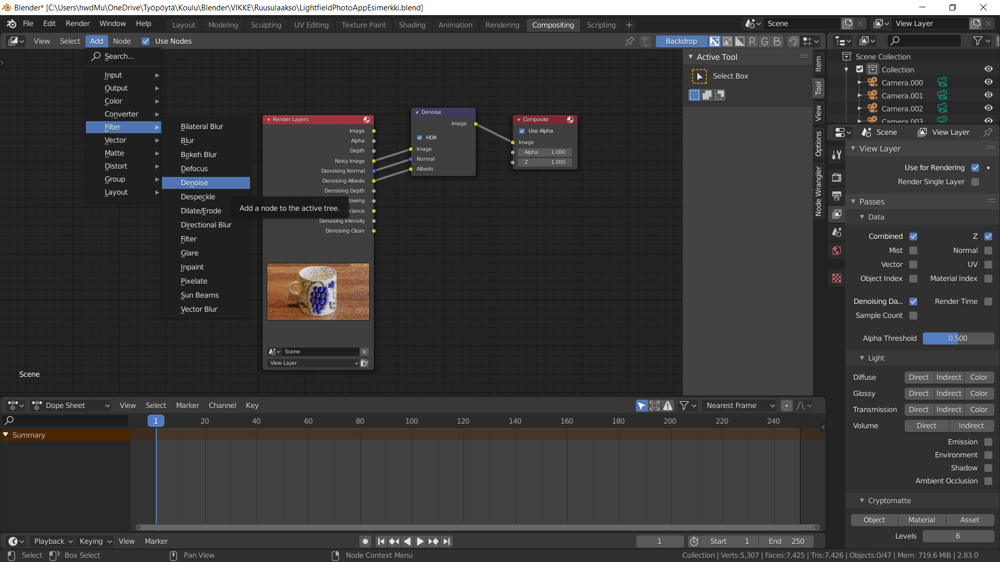 Blender* [C:\Users\hwdMu\OneDrive\Työpöytä\Koulu\Blender\VIKKE\Ruusulaakso\LightfieldPhotoAppEsimerkki.blend]
File Edit Render Window Help Layout Modeling Sculpting UV Editing Texture Paint Shading Animation Rendering Compositing Scripting + Scene View Layer
View Select Add Node Use Nodes Backdrop R G B
Search...
Input
Output
Color
Converter
Filter
Vector
Matte
Distort
Group
Layout
Bilateral Blur
Blur
Bokeh Blur
Defocus
Denoise
Despeckle
Dilate/Erode
Directional Blur
Filter
Glare
Inpaint
Pixelate
Sun Beams
Vector Blur
Add a node to the active tree.
Render Layers
Image
Alpha
Depth
Noisy Image
Denoising Normal
Denoising Albedo
Denoising Depth
Denoising Intensity
Denoising Clean
Scene
View Layer
Denoise
Image
HDR
Image
Normal
Albedo
Composite
Use Alpha
Image
Alpha 1.000
Z 1.000
Scene
Active Tool
Select Box
Item
Tool
View
Options
Node Wrangler
Scene Collection
Collection
Camera.000
Camera.001
Camera.002
Camera.003
Scene View Layer
View Layer
Use for Rendering
Render Single Layer
Passes
Data
Combined Z
Mist Normal
Vector UV
Object Index Material Index
Denoising Da... Render Time
Sample Count
Alpha Threshold 0.500
Light
Diffuse Direct Indirect Color
Glossy Direct Indirect Color
Transmission Direct Indirect Color
Volume Direct Indirect
Emission
Environment
Shadow
Ambient Occlusion
Cryptomatte
Object Material Asset
Levels 6
Dope Sheet View Select Marker Channel Key Nearest Frame
1 20 40 60 80 100 120 140 160 180 200 220 240
Summary
Playback Keying View Marker 1 Start 1 End 250
Select Box Select Pan View Node Context Menu Collection | Verts:5,307 | Faces:7,425 | Tris:7,426 | Objects:0/47 | Mem: 719.6 MiB | 2.83.0